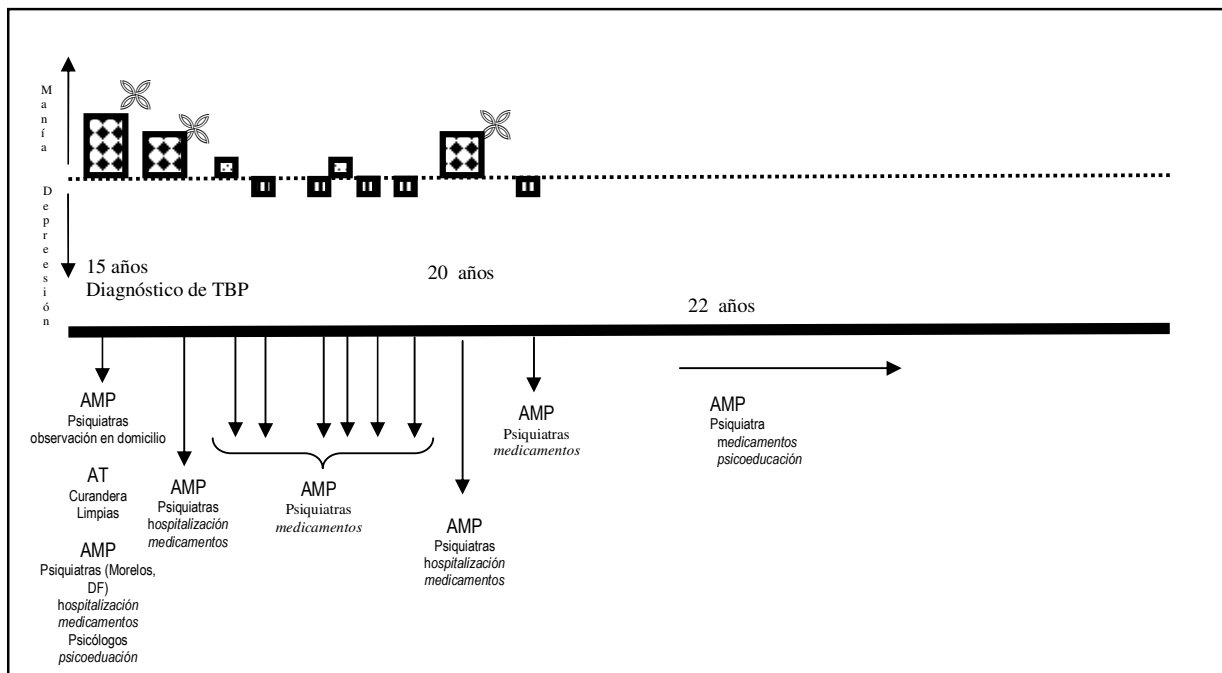 Manía
Depreesión
15 años
Diagnóstico de TBP
20 años
22 años
AMP
Psiquiatras
observación en domicilio
AT
Curandera
Limpias
AMP
Psiquiatras (Morelos,
DF)
hospitalización
medicamentos
Psicólogos
psicoeduación
AMP
Psiquiatras
hospitalización
medicamentos
AMP
Psiquiatras
medicamentos
AMP
Psiquiatras
hospitalización
medicamentos
AMP
Psiquiatras
medicamentos
AMP
Psiquiatra
medicamentos
psicoeducación